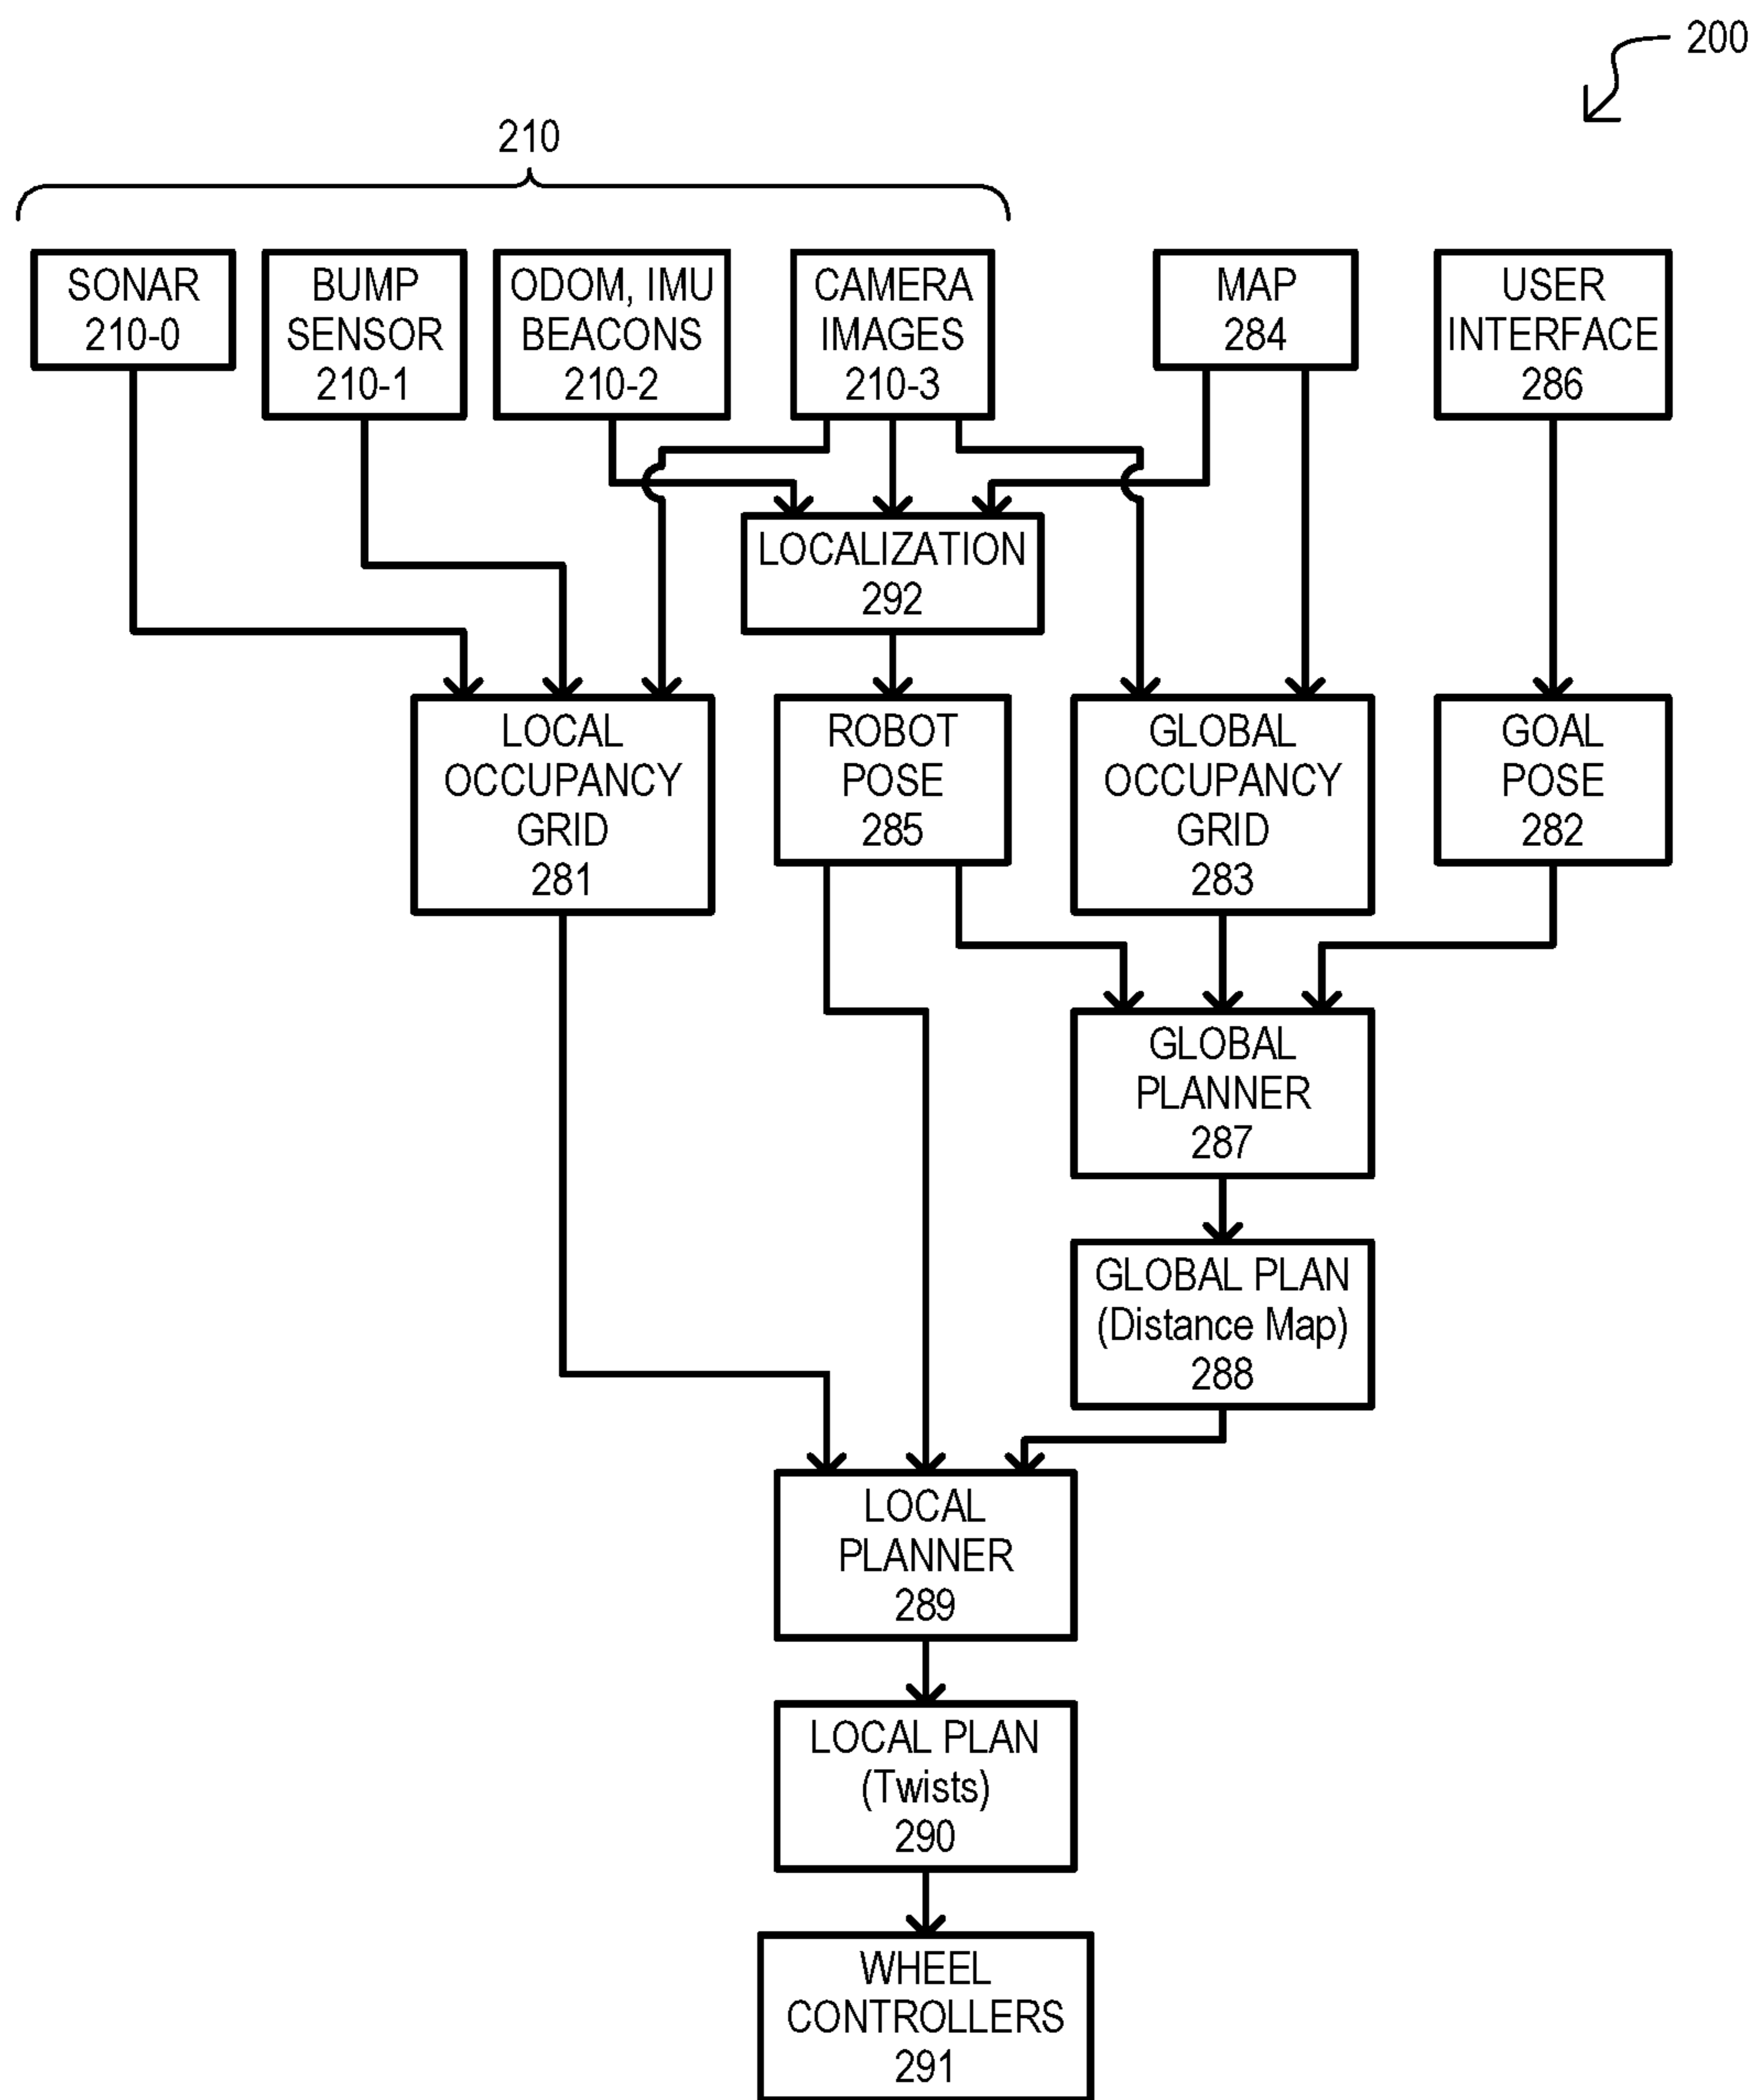 200
210
SONAR
210-0
BUMP
SENSOR
210-1
ODOM, IMU
BEACONS
210-2
CAMERA
IMAGES
210-3
MAP
284
USER
INTERFACE
286
LOCALIZATION
292
LOCAL
OCCUPANCY
GRID
281
ROBOT
POSE
285
GLOBAL
OCCUPANCY
GRID
283
GOAL
POSE
282
GLOBAL
PLANNER
287
GLOBAL PLAN
(Distance Map)
288
LOCAL
PLANNER
289
LOCAL PLAN
(Twists)
290
WHEEL
CONTROLLERS
291